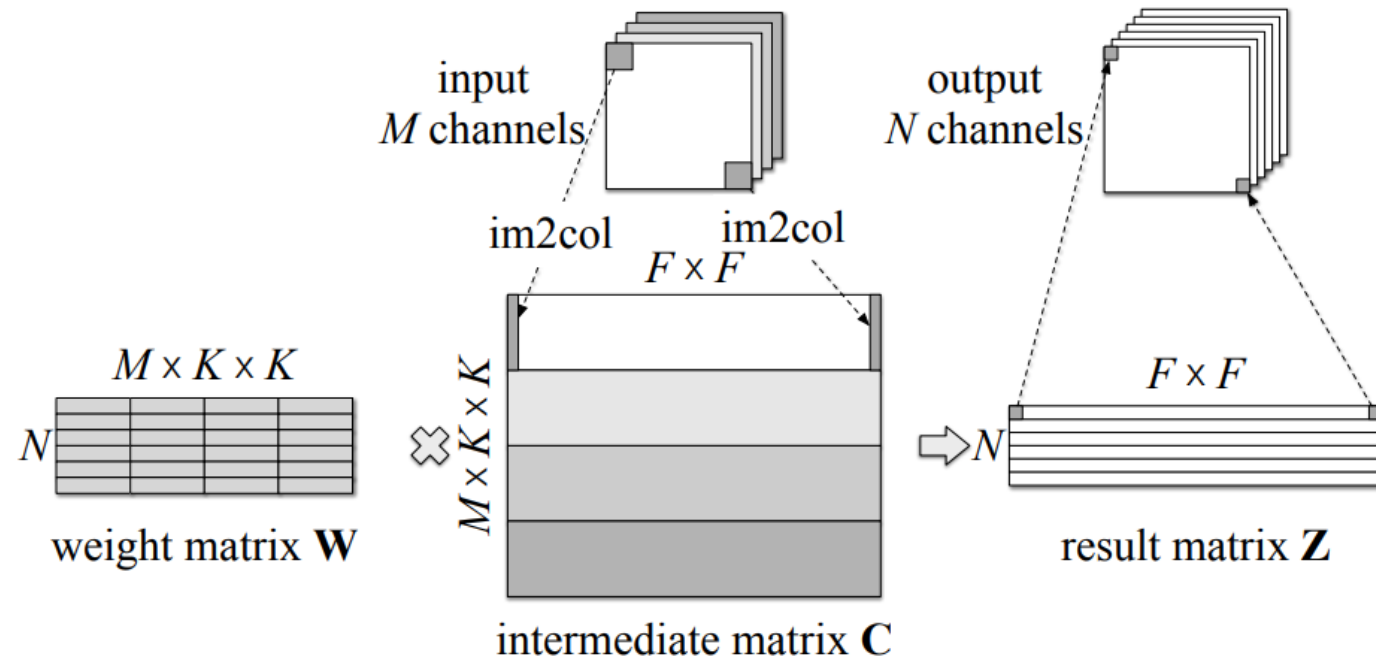 input
M channels
output
N channels
im2col
im2col
F × F
M × K × K
N
M × K × K
F × F
N
weight matrix W
intermediate matrix C
result matrix Z